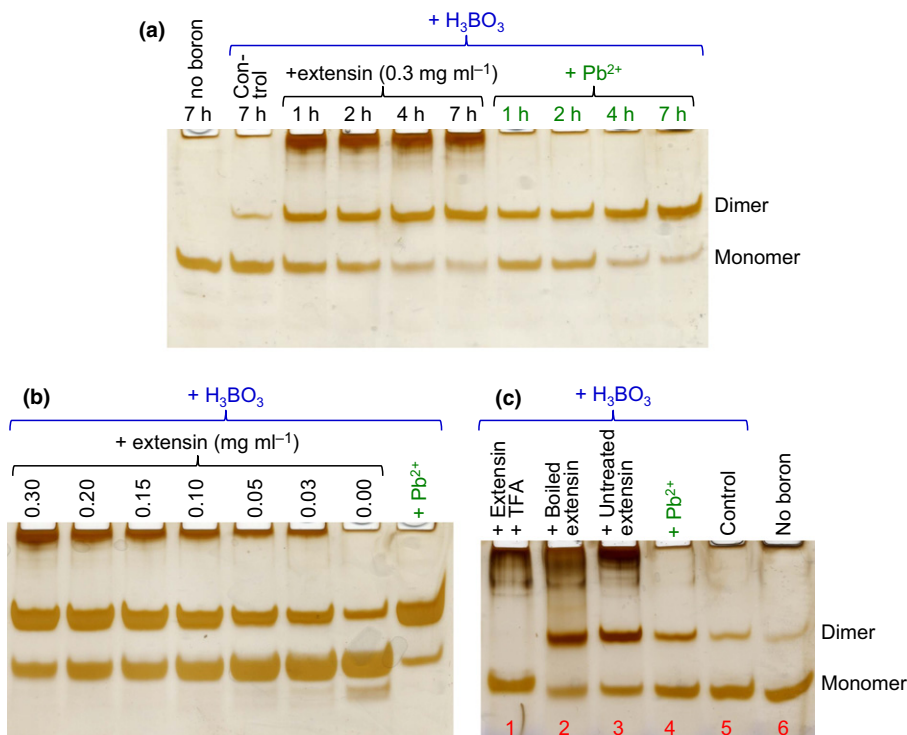 (a)
+ H₃BO₃
no boron
Con-
trol
+extensin (0.3 mg ml⁻¹)
+ Pb²⁺
7 h 7 h 1 h 2 h 4 h 7 h 1 h 2 h 4 h 7 h
Dimer
Monomer
(b)
+ H₃BO₃
+ extensin (mg ml⁻¹)
0.30 0.20 0.15 0.10 0.05 0.03 0.00 + Pb²⁺
(c)
+ H₃BO₃
+ Extensin
+ TFA
+ Boiled
extensin
+ Untreated
extensin
+ Pb²⁺
Control
No boron
Dimer
Monomer
1 2 3 4 5 6